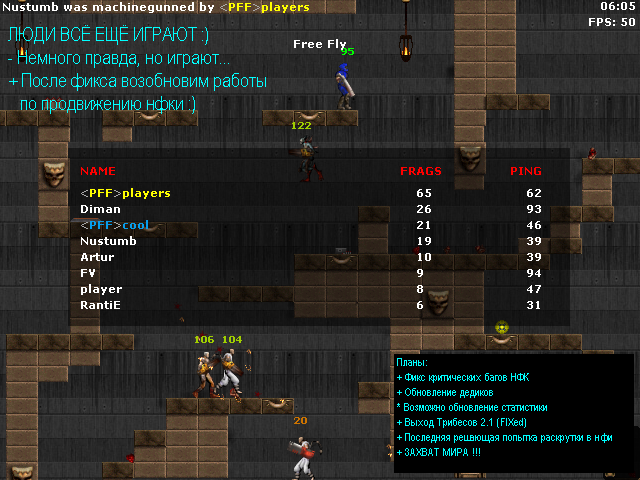 Nustumb was machinegunned by <PFF>players
06:05
FPS: 50
ЛЮДИ ВСЁ ЕЩЁ ИГРАЮТ :)
- Немного правда, но играют...
+ После фикса возобновим работы
по продвижению нфки :)
Free Fly
95
122
NAME FRAGS PING
<PFF>players 65 62
Diman 26 93
<PFF>cool 21 46
Nustumb 19 39
Artur 10 39
FV 9 94
player 8 47
RantiE 6 31
106 104
20
Планы:
+ Фикс критических багов НФК
+ Обновление дедиков
* Возможно обновление статистики
+ Выход Трибесов 2.1 (FIXed)
+ Последняя решвющая попытка раскрутки в нфи
+ ЗАХВАТ МИРА !!!